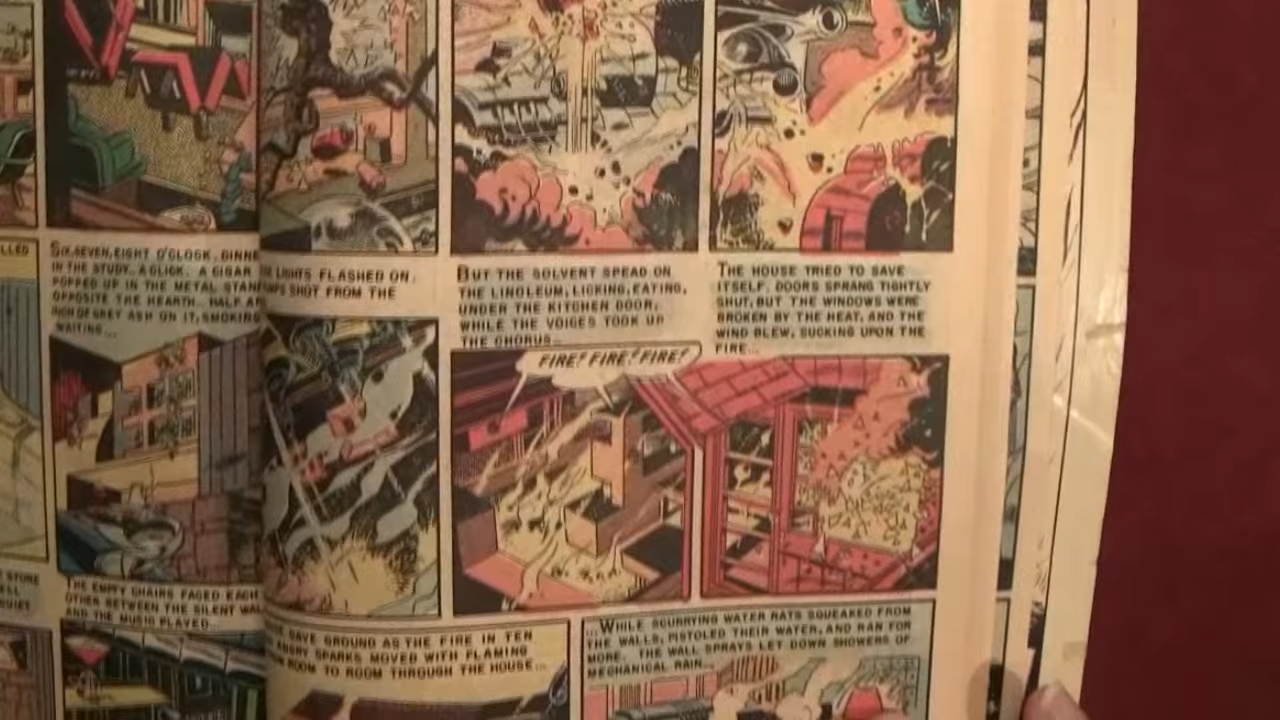 LLED
SIX, SEVEN, EIGHT O'CLOCK. DINNE
IN THE STUDY. A CLICK. A CIGAR
POPPED UP IN THE METAL STAN
OPPOSITE THE HEARTH. HALF AN
INCH OF GREY ASH ON IT, SMOKING,
WAITING...
LIGHTS FLASHED ON.
SHOT FROM THE
BUT THE SOLVENT SPEAD ON
THE LINOLEUM, LICKING, EATING,
UNDER THE KITCHEN DOOR,
WHILE THE VOICES TOOK UP
THE CHORUS...
THE HOUSE TRIED TO SAVE
ITSELF. DOORS SPRANG TIGHTLY
SHUT, BUT THE WINDOWS WERE
BROKEN BY THE HEAT, AND THE
WIND BLEW, SUCKING UPON THE
FIRE...
FIRE! FIRE! FIRE!
THE EMPTY CHAIRS FACED EACH
OTHER BETWEEN THE SILENT WA
AND THE MUSIC PLAYED...
GAVE GROUND AS THE FIRE IN TEN
ANGRY SPARKS MOVED WITH FLAMING
ROOM TO ROOM THROUGH THE HOUSE...
...WHILE SCURRYING WATER RATS SQUEAKED FROM
THE WALLS, PISTOLED THEIR WATER, AND RAN FOR
MORE. THE WALL SPRAYS LET DOWN SHOWERS OF
MECHANICAL RAIN...